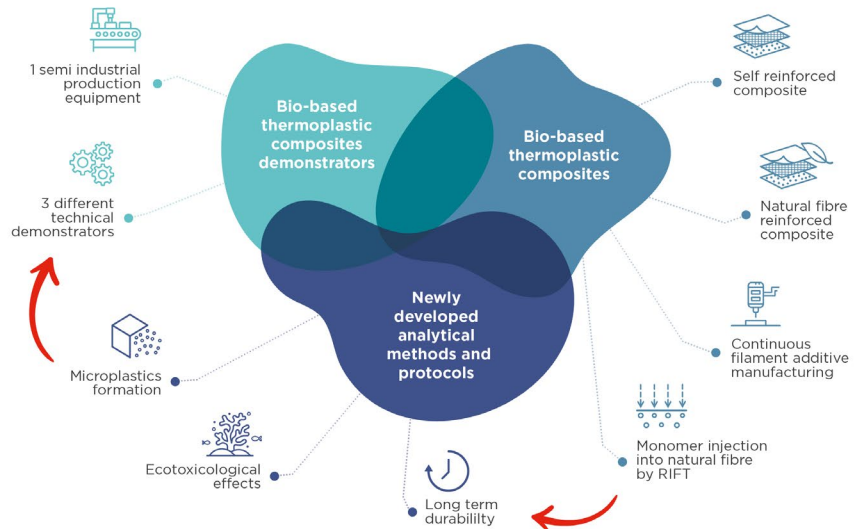 1 semi industrial
production
equipment
3 different
technical
demonstrators
Bio-based
thermoplastic
composites
demonstrators
Bio-based
thermoplastic
composites
Newly
developed
analytical
methods and
protocols
Self reinforced
composite
Natural fibre
reinforced
composite
Continuous
filament additive
manufacturing
Monomer injection
into natural fibre
by RIFT
Microplastics
formation
Ecotoxicological
effects
Long term
durabililty